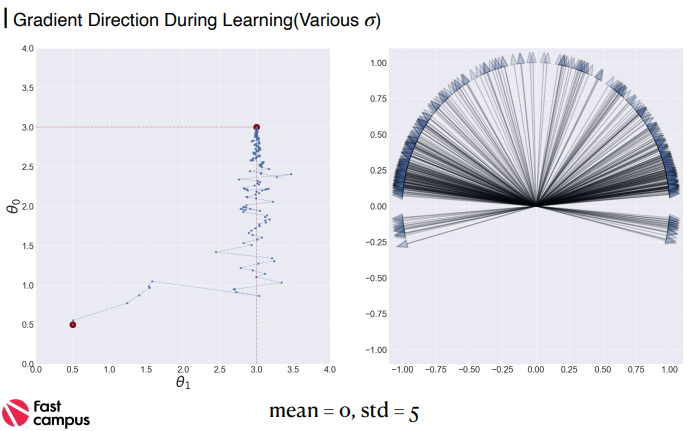 Gradient Direction During Learning(Various σ)
4.0
3.5
3.0
2.5
2.0
1.5
1.0
0.5
0.0
θ0
0.0 0.5 1.0 1.5 2.0 2.5 3.0 3.5 4.0
θ1
1.00
0.75
0.50
0.25
0.00
−0.25
−0.50
−0.75
−1.00
−1.00 −0.75 −0.50 −0.25 0.00 0.25 0.50 0.75 1.00
fast
campus
mean = 0, std = 5